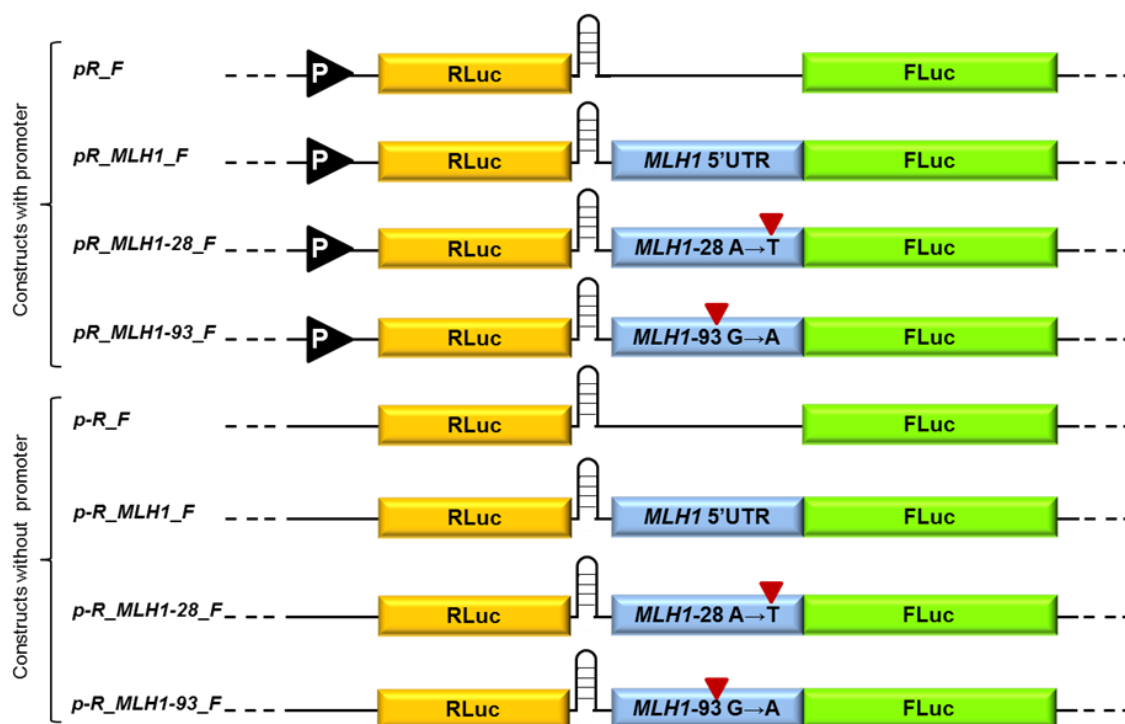 Constructs with promoter
pR_F P RLuc FLuc
pR_MLH1_F P RLuc MLH1 5'UTR FLuc
pR_MLH1-28_F P RLuc MLH1-28 A→T FLuc
pR_MLH1-93_F P RLuc MLH1-93 G→A FLuc
Constructs without promoter
p-R_F RLuc FLuc
p-R_MLH1_F RLuc MLH1 5'UTR FLuc
p-R_MLH1-28_F RLuc MLH1-28 A→T FLuc
p-R_MLH1-93_F RLuc MLH1-93 G→A FLuc